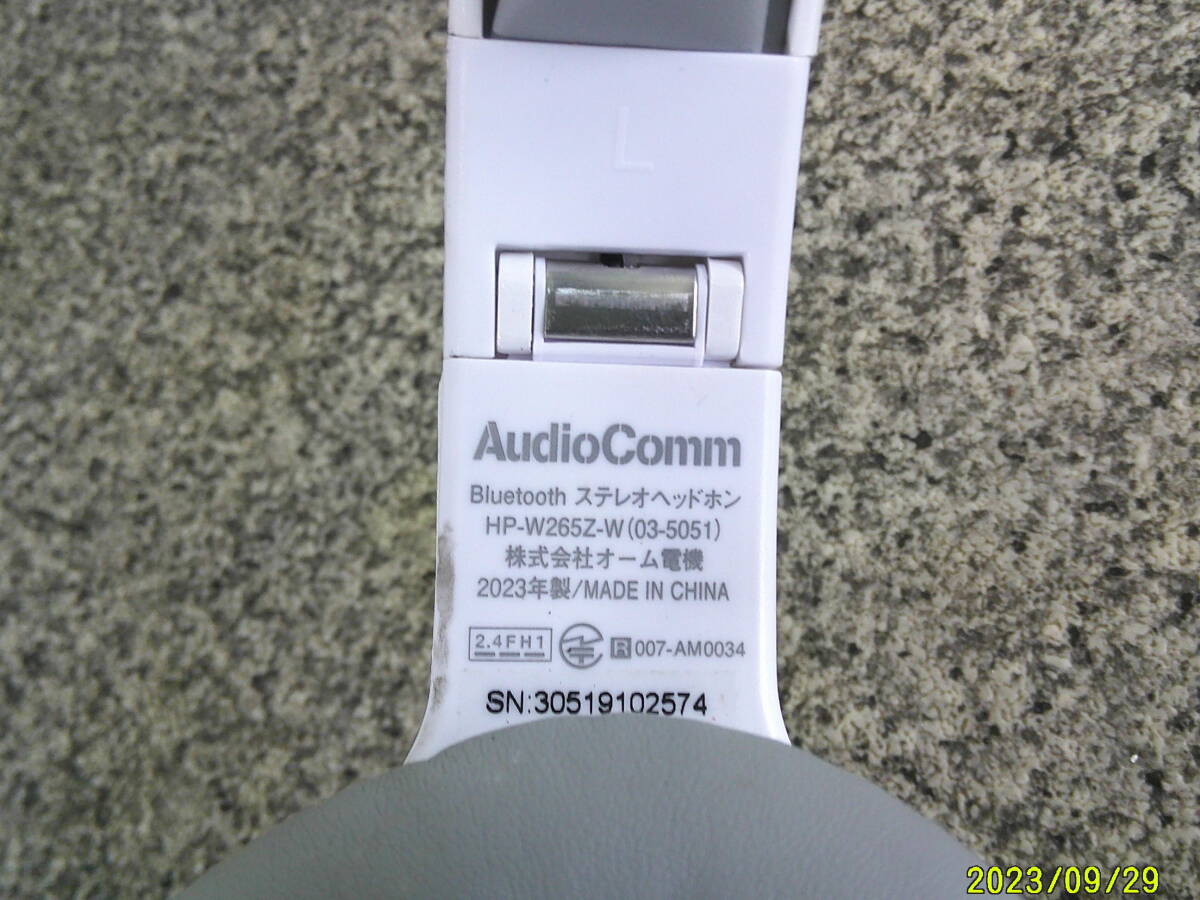 L
AudioComm
Bluetooth ステレオヘッドホン
HP-W265Z-W(03-5051)
株式会社オーム電機
2023年製/MADE IN CHINA
2.4FH1 R 007-AM0034
SN:30519102574
2023/09/29